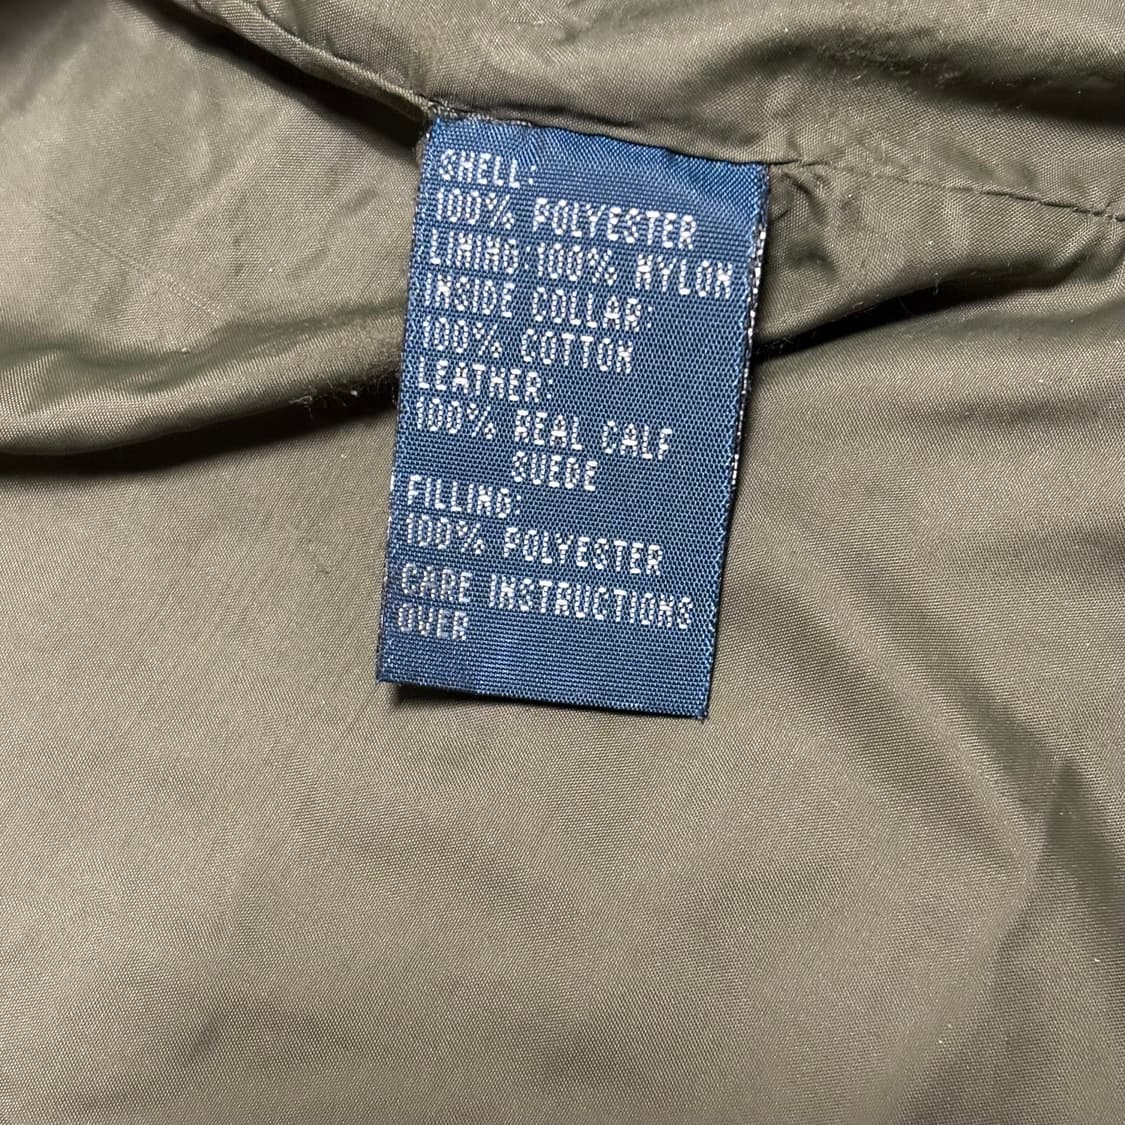 SHELL:
100% POLYESTER
LINING:100% NYLON
INSIDE COLLAR:
100% COTTON
LEATHER:
100% REAL CALF
SUEDE
FILLING:
100% POLYESTER
CARE INSTRUCTIONS
OVER